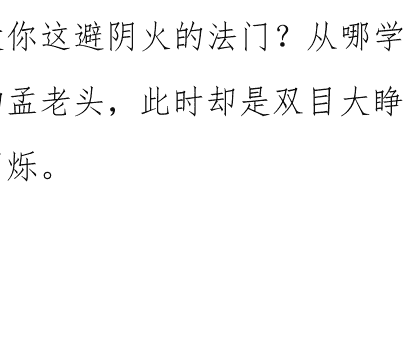 你这避阴火的法门？从哪学
孟老头，此时却是双目大睁
烁。